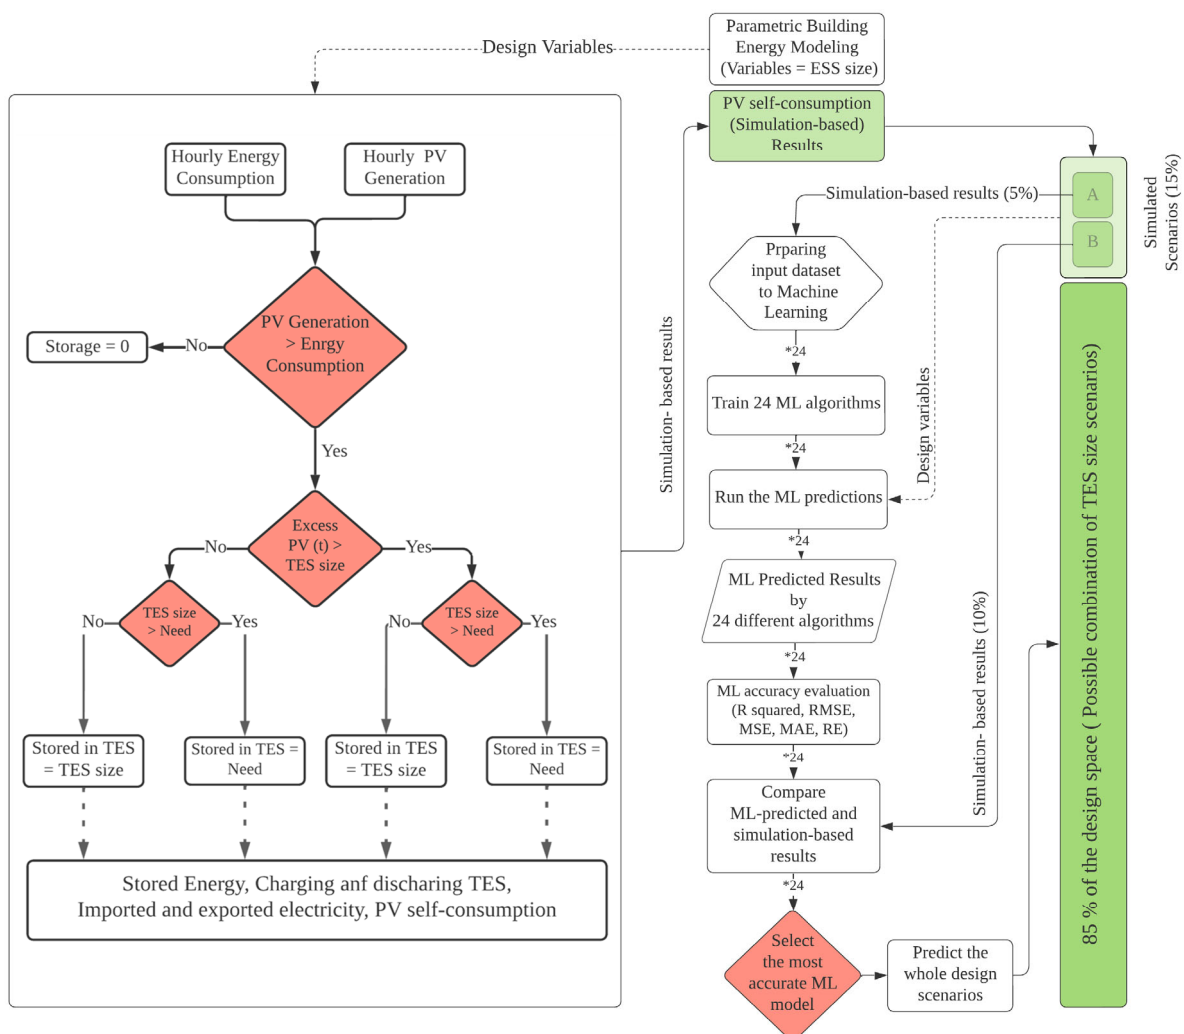 Parametric Building
Energy Modeling
(Variables = ESS size)
Design Variables
PV self-consumption
(Simulation-based)
Results
Hourly Energy
Consumption
Hourly PV
Generation
PV Generation
> Enrgy
Consumption
No
Storage = 0
Yes
Excess
PV (t) >
TES size
No
Yes
TES size
> Need
No
Yes
TES size
> Need
No
Yes
Stored in TES
= TES size
Stored in TES =
Need
Stored in TES
= TES size
Stored in TES =
Need
Stored Energy, Charging anf discharing TES,
Imported and exported electricity, PV self-consumption
Simulation- based results
Simulation-based results (5%)
A
B
Simulated
Scenarios (15%)
Prparing
input dataset
to Machine
Learning
*24
Train 24 ML algorithms
*24
Design variables
Run the ML predictions
*24
ML Predicted Results
by
24 different algorithms
*24
ML accuracy evaluation
(R squared, RMSE,
MSE, MAE, RE)
*24
Simulation- based results (10%)
Compare
ML-predicted and
simulation-based
results
*24
Select
the most
accurate ML
model
Predict the
whole design
scenarios
85 % of the design space ( Possible combination of TES size scenarios)